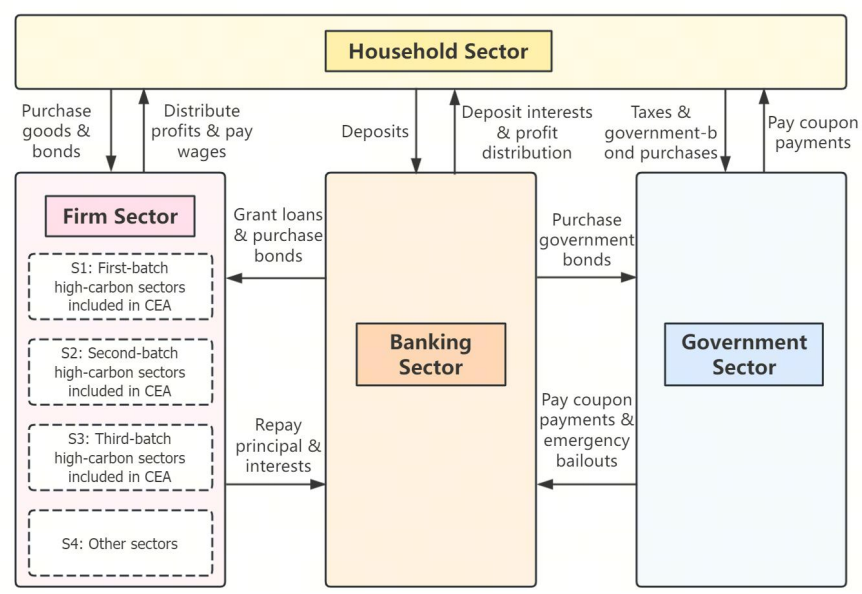 Household Sector
Purchase
goods &
bonds
Distribute
profits & pay
wages
Deposits
Deposit interests
& profit
distribution
Taxes &
government-b
ond purchases
Pay coupon
payments
Firm Sector
S1: First-batch
high-carbon sectors
included in CEA
S2: Second-batch
high-carbon sectors
included in CEA
S3: Third-batch
high-carbon sectors
included in CEA
S4: Other sectors
Grant loans
& purchase
bonds
Repay
principal &
interests
Banking
Sector
Purchase
government
bonds
Pay coupon
payments &
emergency
bailouts
Government
Sector